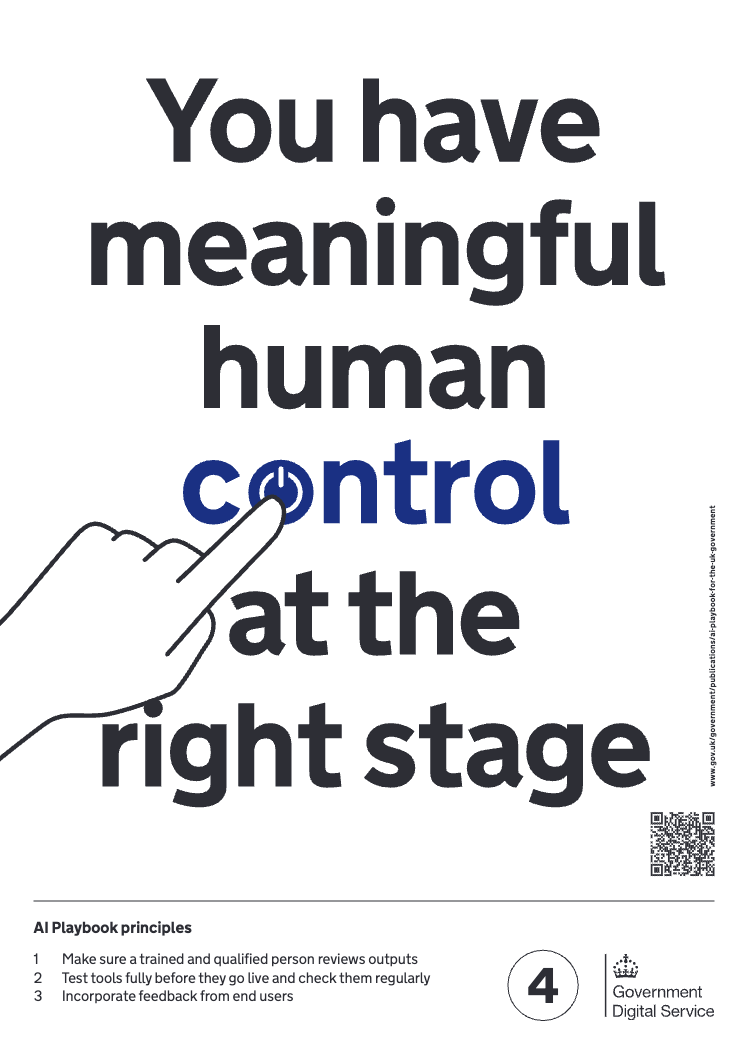 You have
meaningful
human
control
at the
right stage
www.gov.uk/government/publications/ai-playbook-for-the-uk-government
AI Playbook principles
1 Make sure a trained and qualified person reviews outputs
2 Test tools fully before they go live and check them regularly
3 Incorporate feedback from end users
4
Government
Digital Service